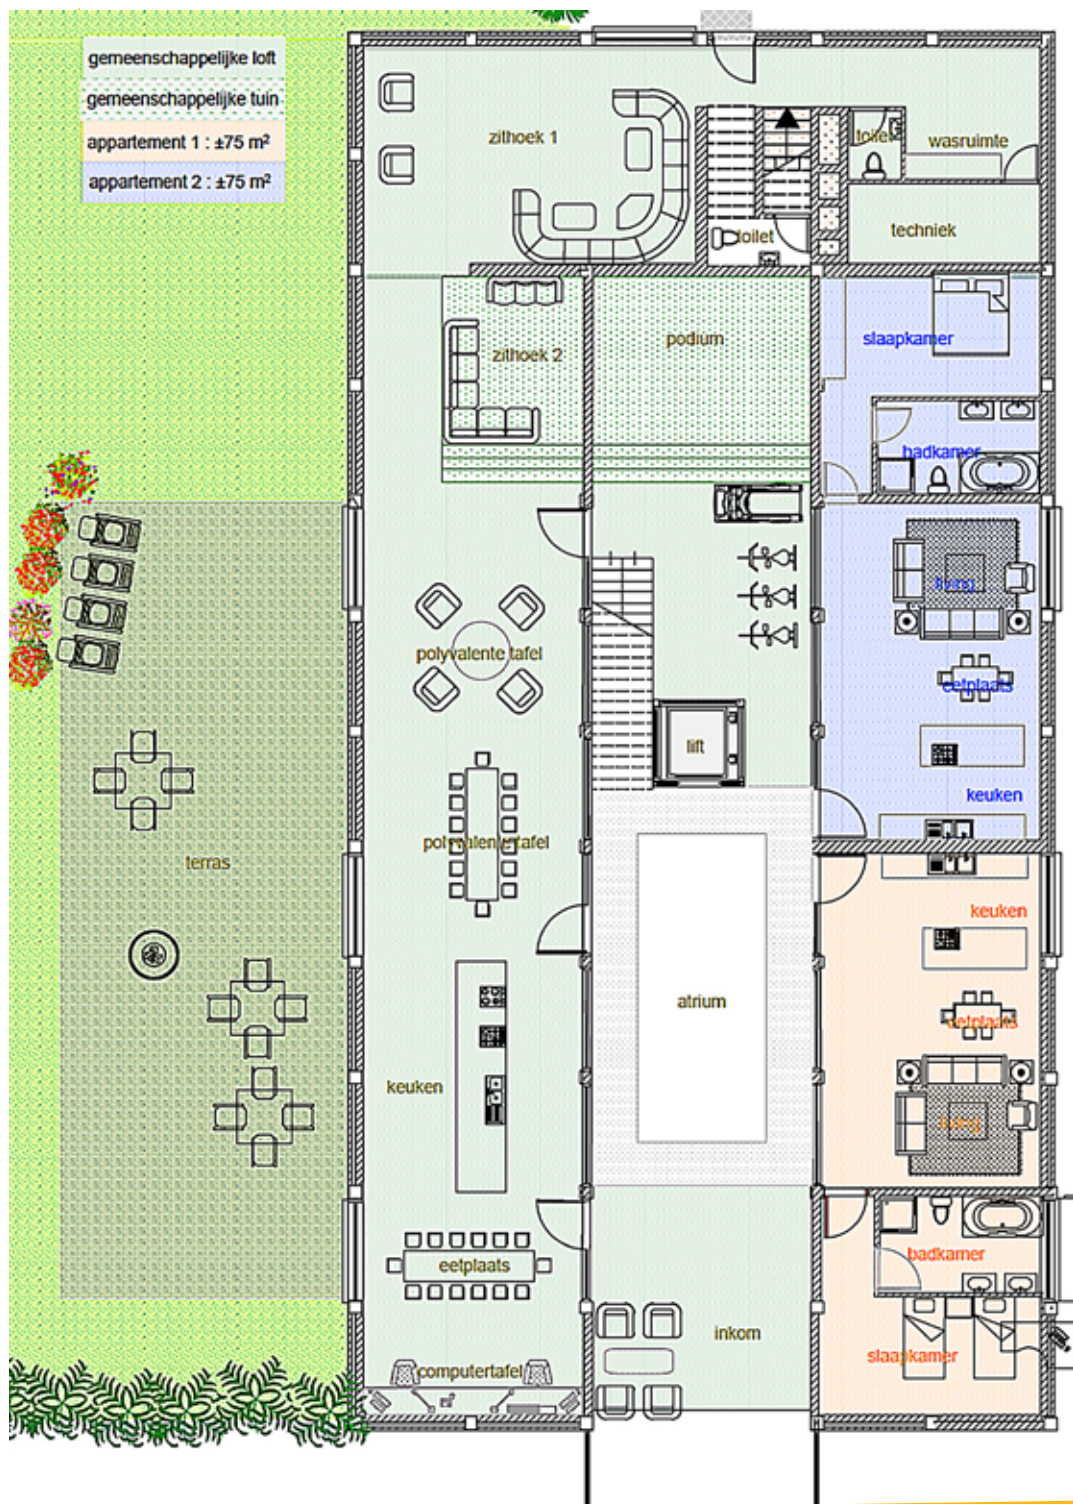 gemeenschappelijke loft
gemeenschappelijke tuin
appartement 1 : ±75 m²
appartement 2 : ±75 m²
zithoek 1
toilet
wasruimte
techniek
toilet
zithoek 2
podium
slaapkamer
badkamer
living
polyvalente tafel
eetplaats
lift
keuken
polyvalente tafel
terras
keuken
atrium
eetplaats
keuken
living
badkamer
eetplaats
inkom
slaapkamer
computertafel